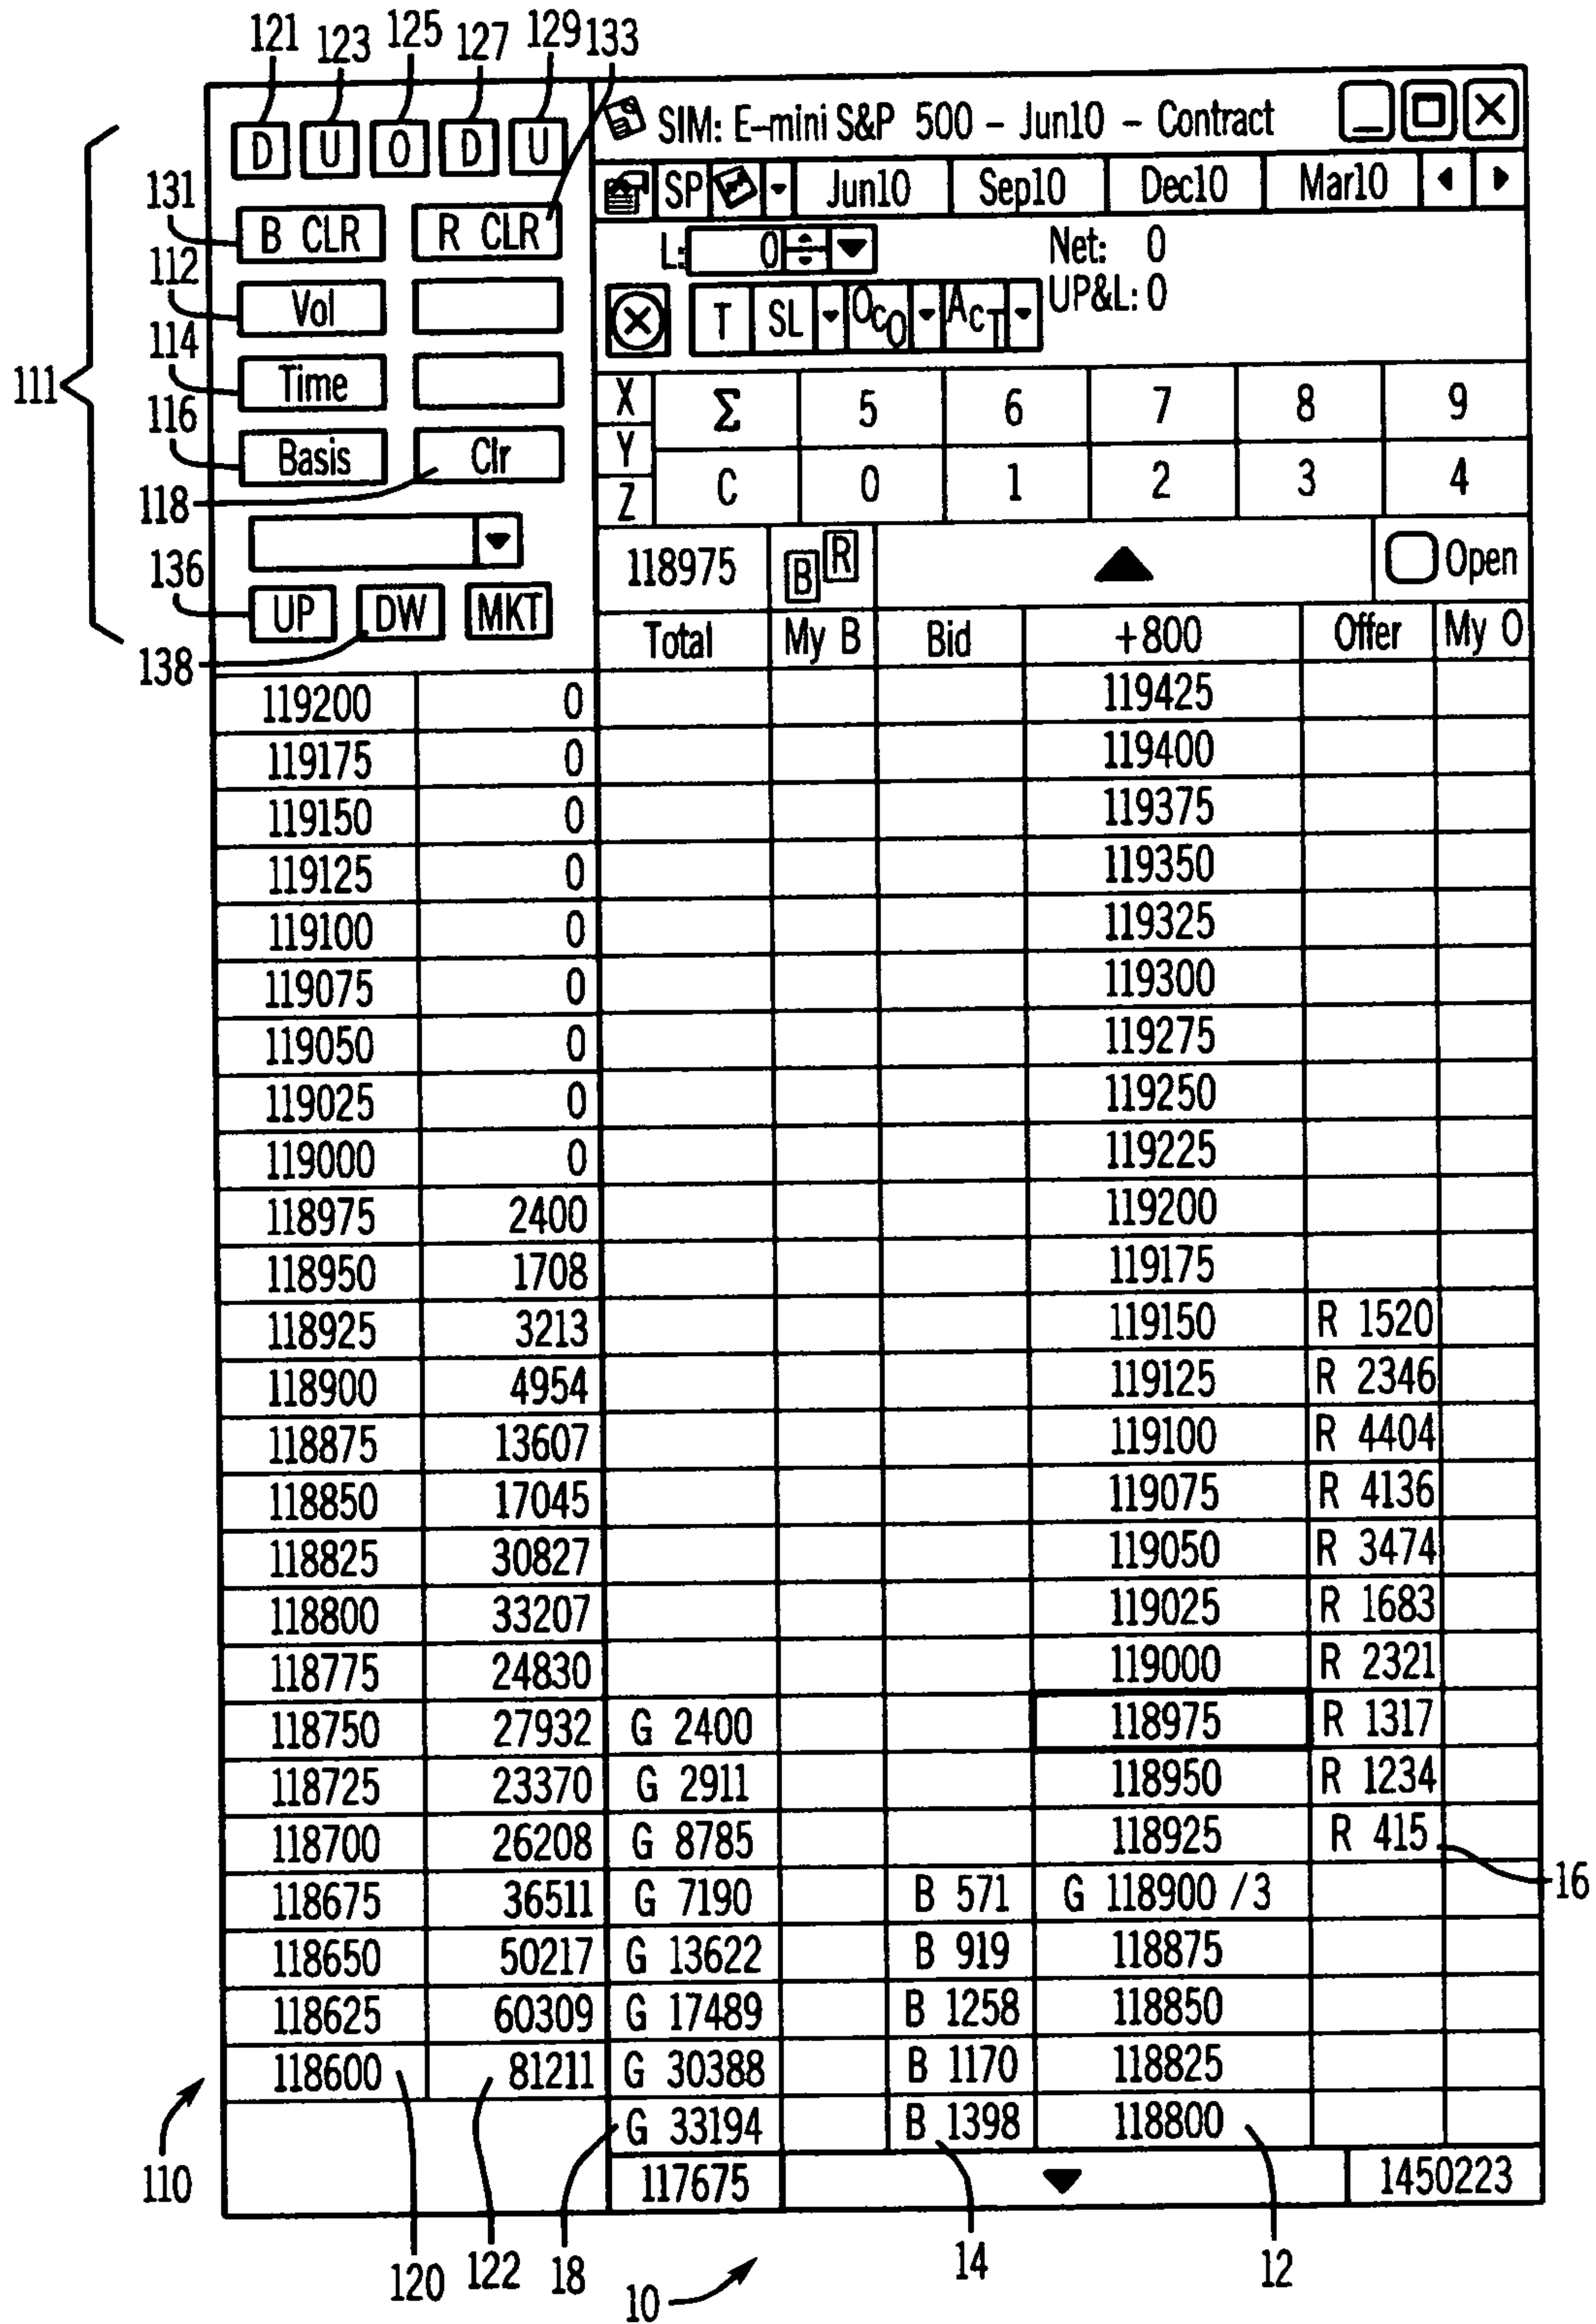 121 123 125 127 129 133
D U O D U
SIM: E-mini S&P 500 - Jun10 - Contract
131
B CLR R CLR
SP Jun10 Sep10 Dec10 Mar10
112
Vol
L: 0 Net: 0
T SL OCO ACT UP&L: 0
114
Time
111
X Σ 5 6 7 8 9
116
Basis Clr
Y
118
Z C 0 1 2 3 4
136
118975 B R Open
UP DW MKT
138
Total My B Bid +800 Offer My O
119200 0 119425
119175 0 119400
119150 0 119375
119125 0 119350
119100 0 119325
119075 0 119300
119050 0 119275
119025 0 119250
119000 0 119225
118975 2400 119200
118950 1708 119175
118925 3213 119150 R 1520
118900 4954 119125 R 2346
118875 13607 119100 R 4404
118850 17045 119075 R 4136
118825 30827 119050 R 3474
118800 33207 119025 R 1683
118775 24830 119000 R 2321
118750 27932 G 2400 118975 R 1317
118725 23370 G 2911 118950 R 1234
118700 26208 G 8785 118925 R 415
16
118675 36511 G 7190 B 571 G 118900 /3
118650 50217 G 13622 B 919 118875
118625 60309 G 17489 B 1258 118850
118600 81211 G 30388 B 1170 118825
G 33194 B 1398 118800
110
117675 1450223
120 122 18 10 14 12